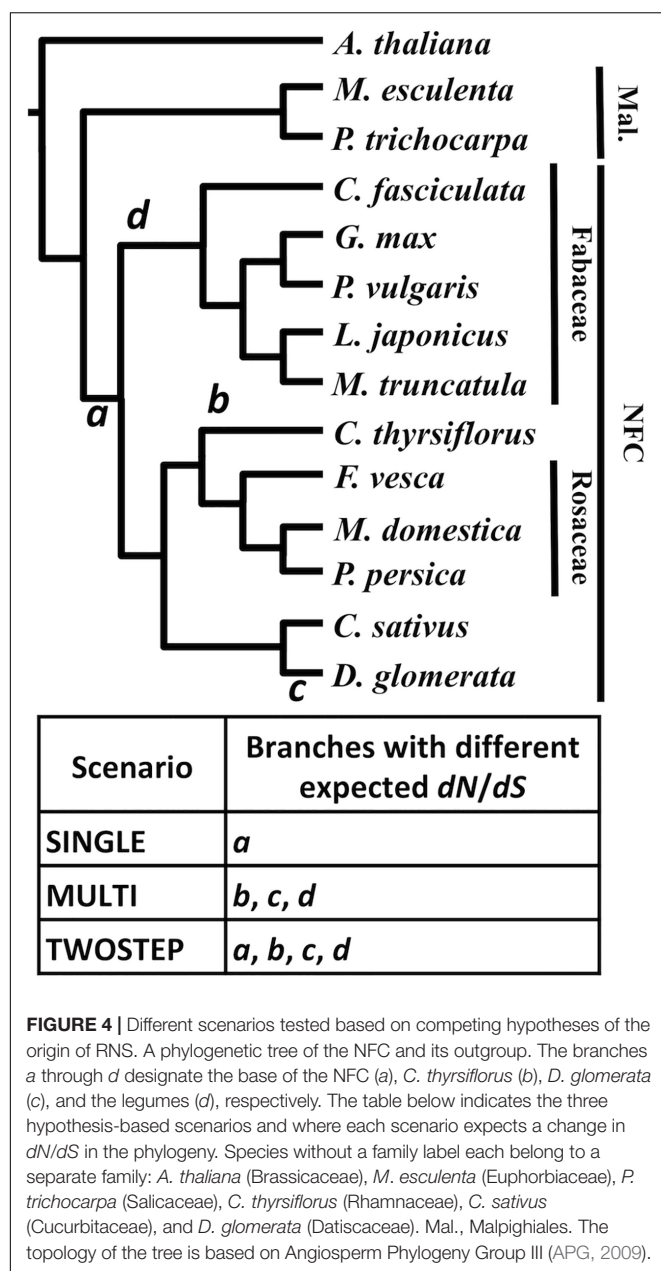 A. thaliana
M. esculenta
P. trichocarpa
Mal.
C. fasciculata
d
G. max
P. vulgaris
Fabaceae
L. japonicus
M. truncatula
a
b
NFC
C. thyrsiflorus
F. vesca
M. domestica
Rosaceae
P. persica
C. sativus
D. glomerata
c
Scenario
Branches with different
expected dN/dS
SINGLE
a
MULTI
b, c, d
TWOSTEP
a, b, c, d
FIGURE 4 | Different scenarios tested based on competing hypotheses of the
origin of RNS. A phylogenetic tree of the NFC and its outgroup. The branches
a through d designate the base of the NFC (a), C. thyrsiflorus (b), D. glomerata
(c), and the legumes (d), respectively. The table below indicates the three
hypothesis-based scenarios and where each scenario expects a change in
dN/dS in the phylogeny. Species without a family label each belong to a
separate family: A. thaliana (Brassicaceae), M. esculenta (Euphorbiaceae), P.
trichocarpa (Salicaceae), C. thyrsiflorus (Rhamnaceae), C. sativus
(Cucurbitaceae), and D. glomerata (Datiscaceae). Mal., Malpighiales. The
topology of the tree is based on Angiosperm Phylogeny Group III (APG, 2009).